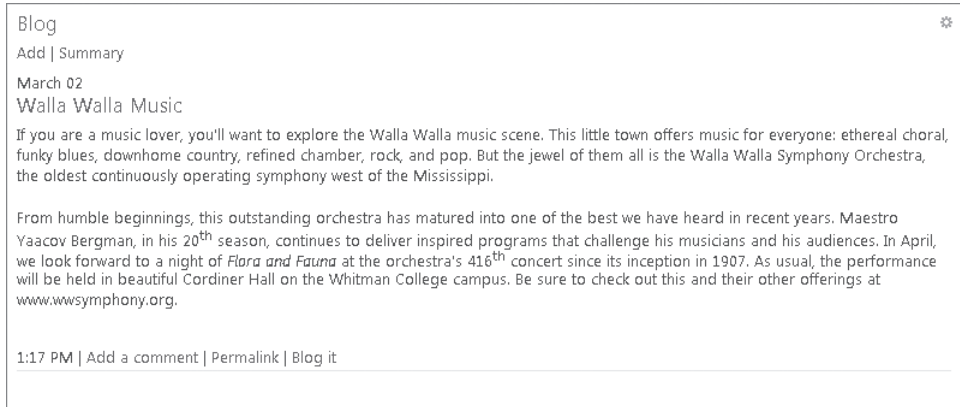 Blog
Add | Summary
March 02
Walla Walla Music
If you are a music lover, you'll want to explore the Walla Walla music scene. This little town offers music for everyone: ethereal choral,
funky blues, downhome country, refined chamber, rock, and pop. But the jewel of them all is the Walla Walla Symphony Orchestra,
the oldest continuously operating symphony west of the Mississippi.
From humble beginnings, this outstanding orchestra has matured into one of the best we have heard in recent years. Maestro
Yaacov Bergman, in his 20th season, continues to deliver inspired programs that challenge his musicians and his audiences. In April,
we look forward to a night of Flora and Fauna at the orchestra's 416th concert since its inception in 1907. As usual, the performance
will be held in beautiful Cordiner Hall on the Whitman College campus. Be sure to check out this and their other offerings at
www.wwsymphony.org.
1:17 PM | Add a comment | Permalink | Blog it